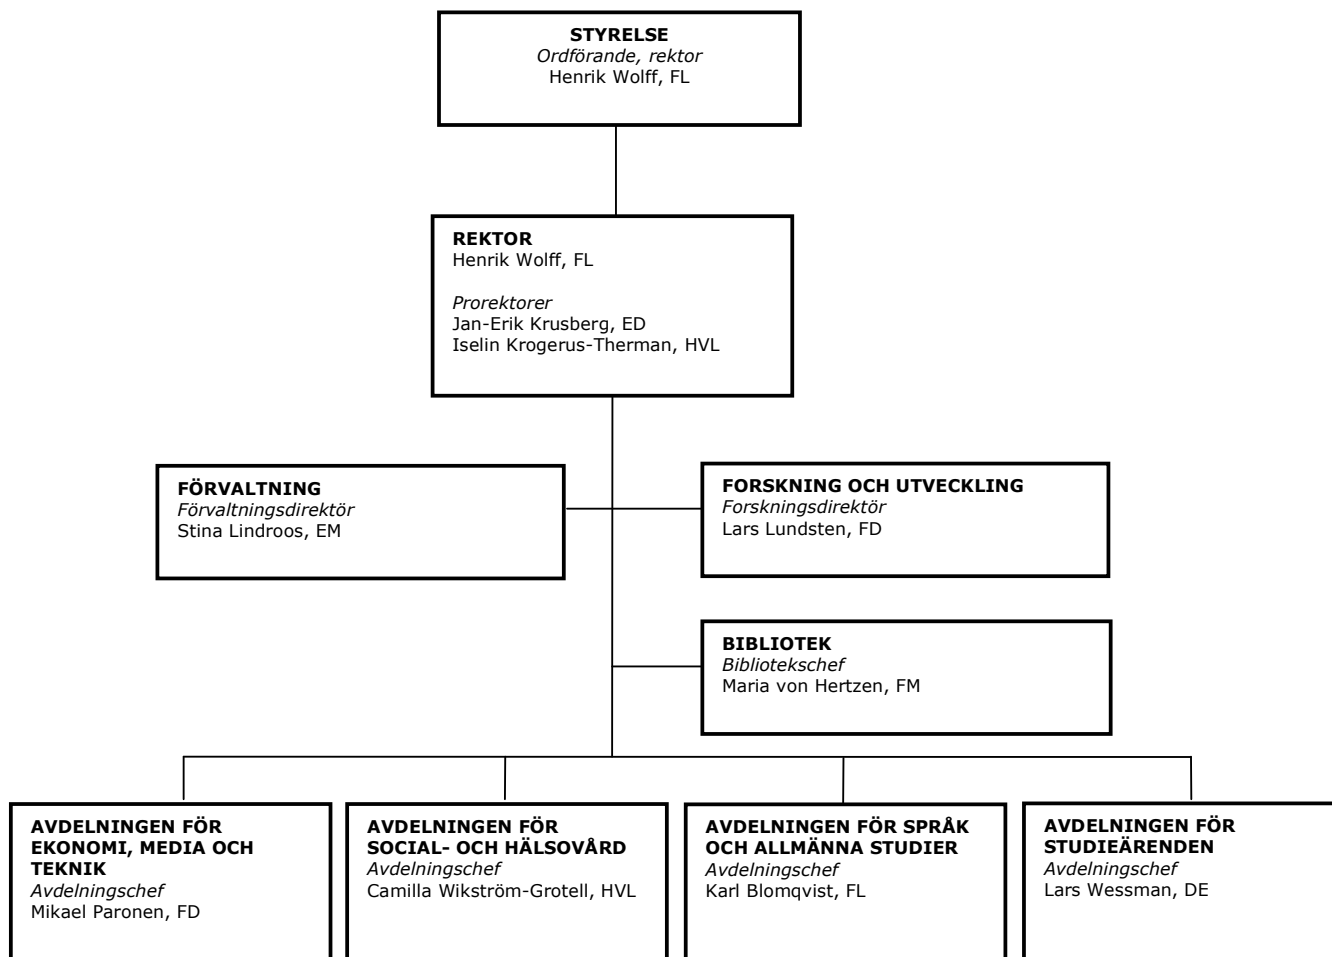 STYRELSE
Ordförande, rektor
Henrik Wolff, FL
REKTOR
Henrik Wolff, FL
Prorektorer
Jan-Erik Krusberg, ED
Iselin Krogerus-Therman, HVL
FÖRVALTNING
Förvaltningsdirektör
Stina Lindroos, EM
FORSKNING OCH UTVECKLING
Forskningsdirektör
Lars Lundsten, FD
BIBLIOTEK
Bibliotekschef
Maria von Hertzen, FM
AVDELNINGEN FÖR
EKONOMI, MEDIA OCH
TEKNIK
Avdelningschef
Mikael Paronen, FD
AVDELNINGEN FÖR
SOCIAL- OCH HÄLSOVÅRD
Avdelningschef
Camilla Wikström-Grotell, HVL
AVDELNINGEN FÖR SPRÅK
OCH ALLMÄNNA STUDIER
Avdelningschef
Karl Blomqvist, FL
AVDELNINGEN FÖR
STUDIEÄRENDEN
Avdelningschef
Lars Wessman, DE